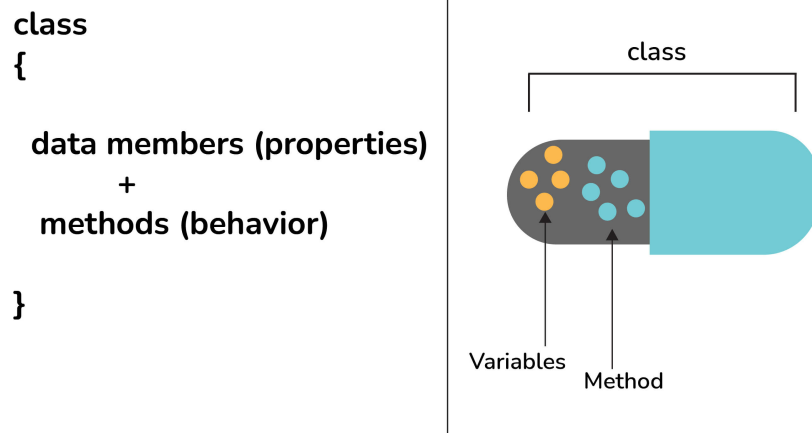 class
{
data members (properties)
+
methods (behavior)
}
class
Variables
Method